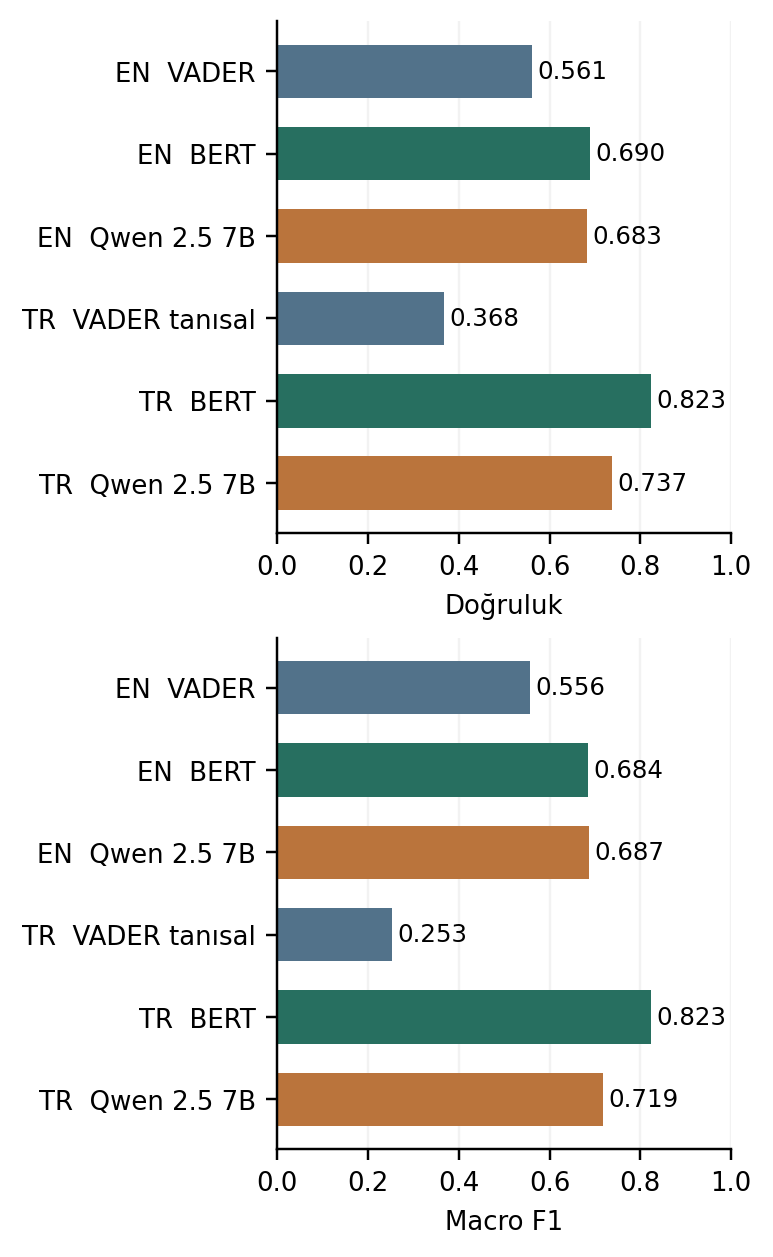 EN  VADER 0.561
EN  BERT 0.690
EN  Qwen 2.5 7B 0.683
TR  VADER tanısal 0.368
TR  BERT 0.823
TR  Qwen 2.5 7B 0.737
0.0 0.2 0.4 0.6 0.8 1.0
Doğruluk
EN  VADER 0.556
EN  BERT 0.684
EN  Qwen 2.5 7B 0.687
TR  VADER tanısal 0.253
TR  BERT 0.823
TR  Qwen 2.5 7B 0.719
0.0 0.2 0.4 0.6 0.8 1.0
Macro F1